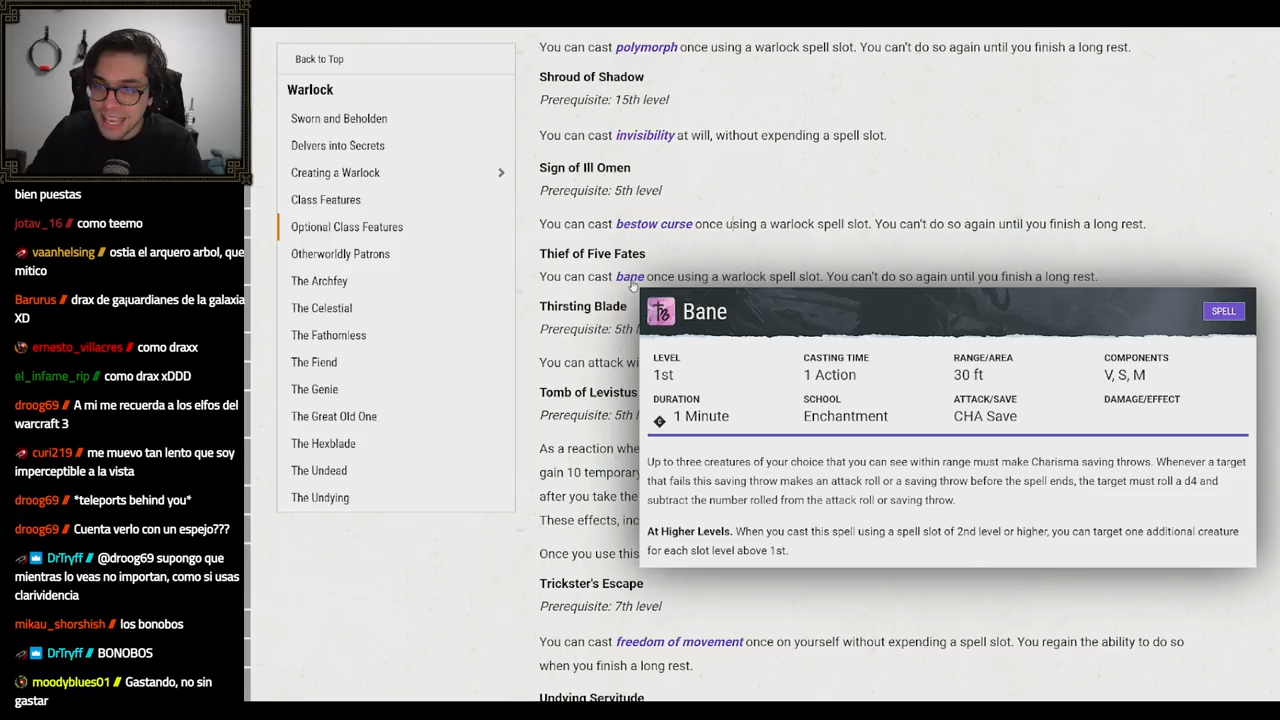 bien puestas
jotav_16 // como teemo
vaanhelsing // ostia el arquero arbol, que
mitico
Barurus // drax de ga¡uardianes de la galaxia
XD
ernesto_villacres // como draxx
el_infame_rip // como drax xDDD
droog69 // A mi me recuerda a los elfos del
warcraft 3
curi219 // me muevo tan lento que soy
imperceptible a la vista
droog69 // *teleports behind you*
droog69 // Cuenta verlo con un espejo???
DrTryff // @droog69 supongo que
mientras lo veas no importan, como si usas
clarividencia
mikau_shorshish // los bonobos
DrTryff // BONOBOS
moodyblues01 // Gastando, no sin
gastar
Back to Top
Warlock
Sworn and Beholden
Delvers into Secrets
Creating a Warlock
Class Features
Optional Class Features
Otherworldly Patrons
The Archfey
The Celestial
The Fathomless
The Fiend
The Genie
The Great Old One
The Hexblade
The Undead
The Undying
You can cast polymorph once using a warlock spell slot. You can't do so again until you finish a long rest.
Shroud of Shadow
Prerequisite: 15th level
You can cast invisibility at will, without expending a spell slot.
Sign of Ill Omen
Prerequisite: 5th level
You can cast bestow curse once using a warlock spell slot. You can't do so again until you finish a long rest.
Thief of Five Fates
You can cast bane once using a warlock spell slot. You can't do so again until you finish a long rest.
Thirsting Blade
Prerequisite: 5th l
You can attack wi
Tomb of Levistus
Prerequisite: 5th l
As a reaction when
gain 10 temporary
after you take the
These effects, inc
Once you use this
Trickster's Escape
Prerequisite: 7th level
You can cast freedom of movement once on yourself without expending a spell slot. You regain the ability to do so
when you finish a long rest.
Undying Servitude
Bane
SPELL
LEVEL
1st
CASTING TIME
1 Action
RANGE/AREA
30 ft
COMPONENTS
V, S, M
DURATION
1 Minute
SCHOOL
Enchantment
ATTACK/SAVE
CHA Save
DAMAGE/EFFECT
Up to three creatures of your choice that you can see within range must make Charisma saving throws. Whenever a target
that fails this saving throw makes an attack roll or a saving throw before the spell ends, the target must roll a d4 and
subtract the number rolled from the attack roll or saving throw.
At Higher Levels. When you cast this spell using a spell slot of 2nd level or higher, you can target one additional creature
for each slot level above 1st.